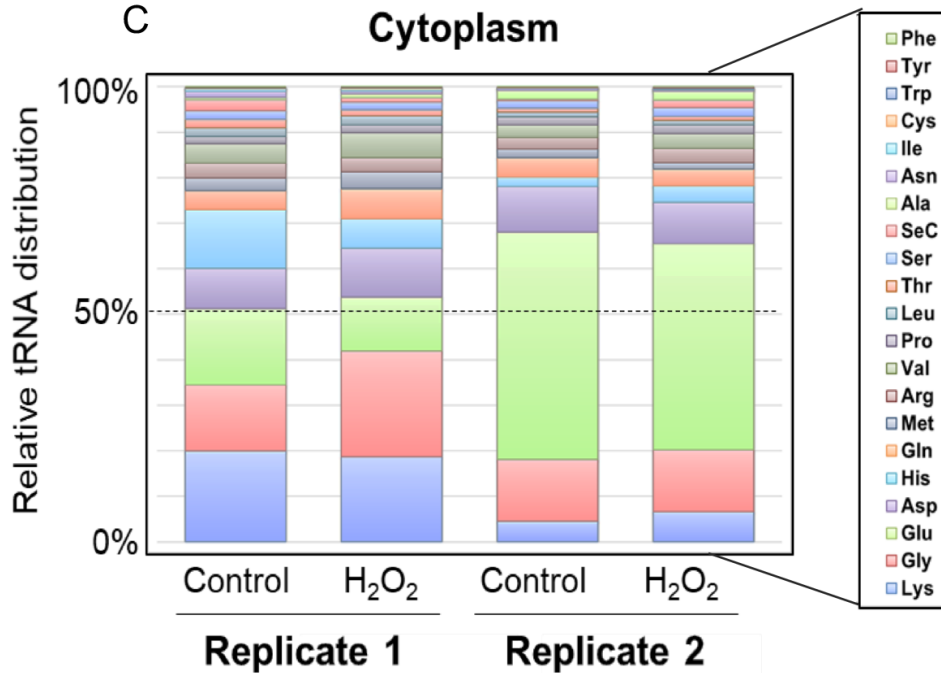 C
Cytoplasm
Relative tRNA distribution
100%
50%
0%
Control
H₂O₂
Control
H₂O₂
Replicate 1
Replicate 2
Phe
Tyr
Trp
Cys
Ile
Asn
Ala
SeC
Ser
Thr
Leu
Pro
Val
Arg
Met
Gln
His
Asp
Glu
Gly
Lys